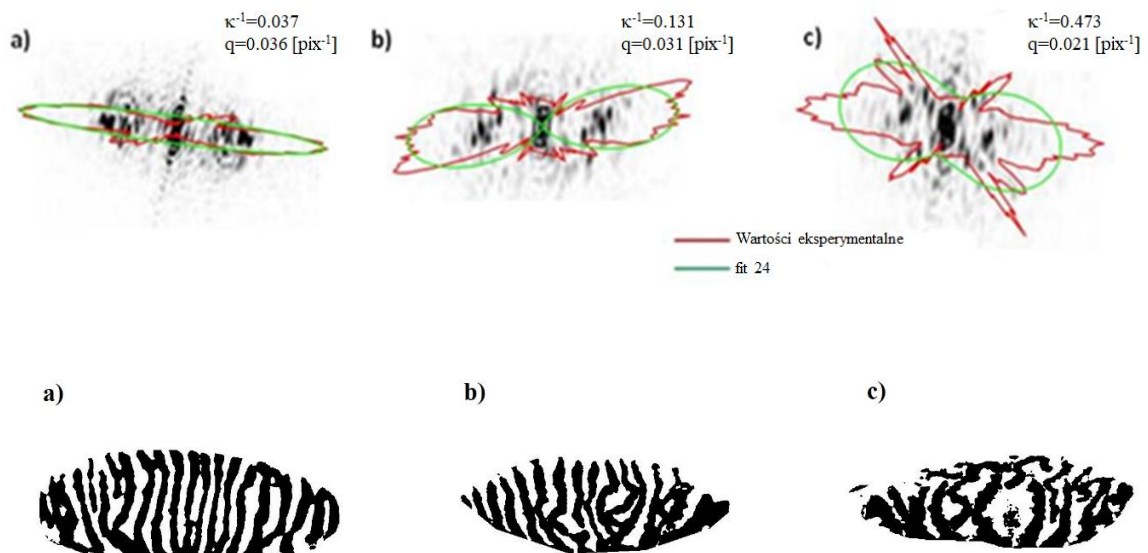 κ⁻¹=0.037
q=0.036 [pix⁻¹]
a)
κ⁻¹=0.131
q=0.031 [pix⁻¹]
b)
κ⁻¹=0.473
q=0.021 [pix⁻¹]
c)
Wartości eksperymentalne
fit 24
a)
b)
c)